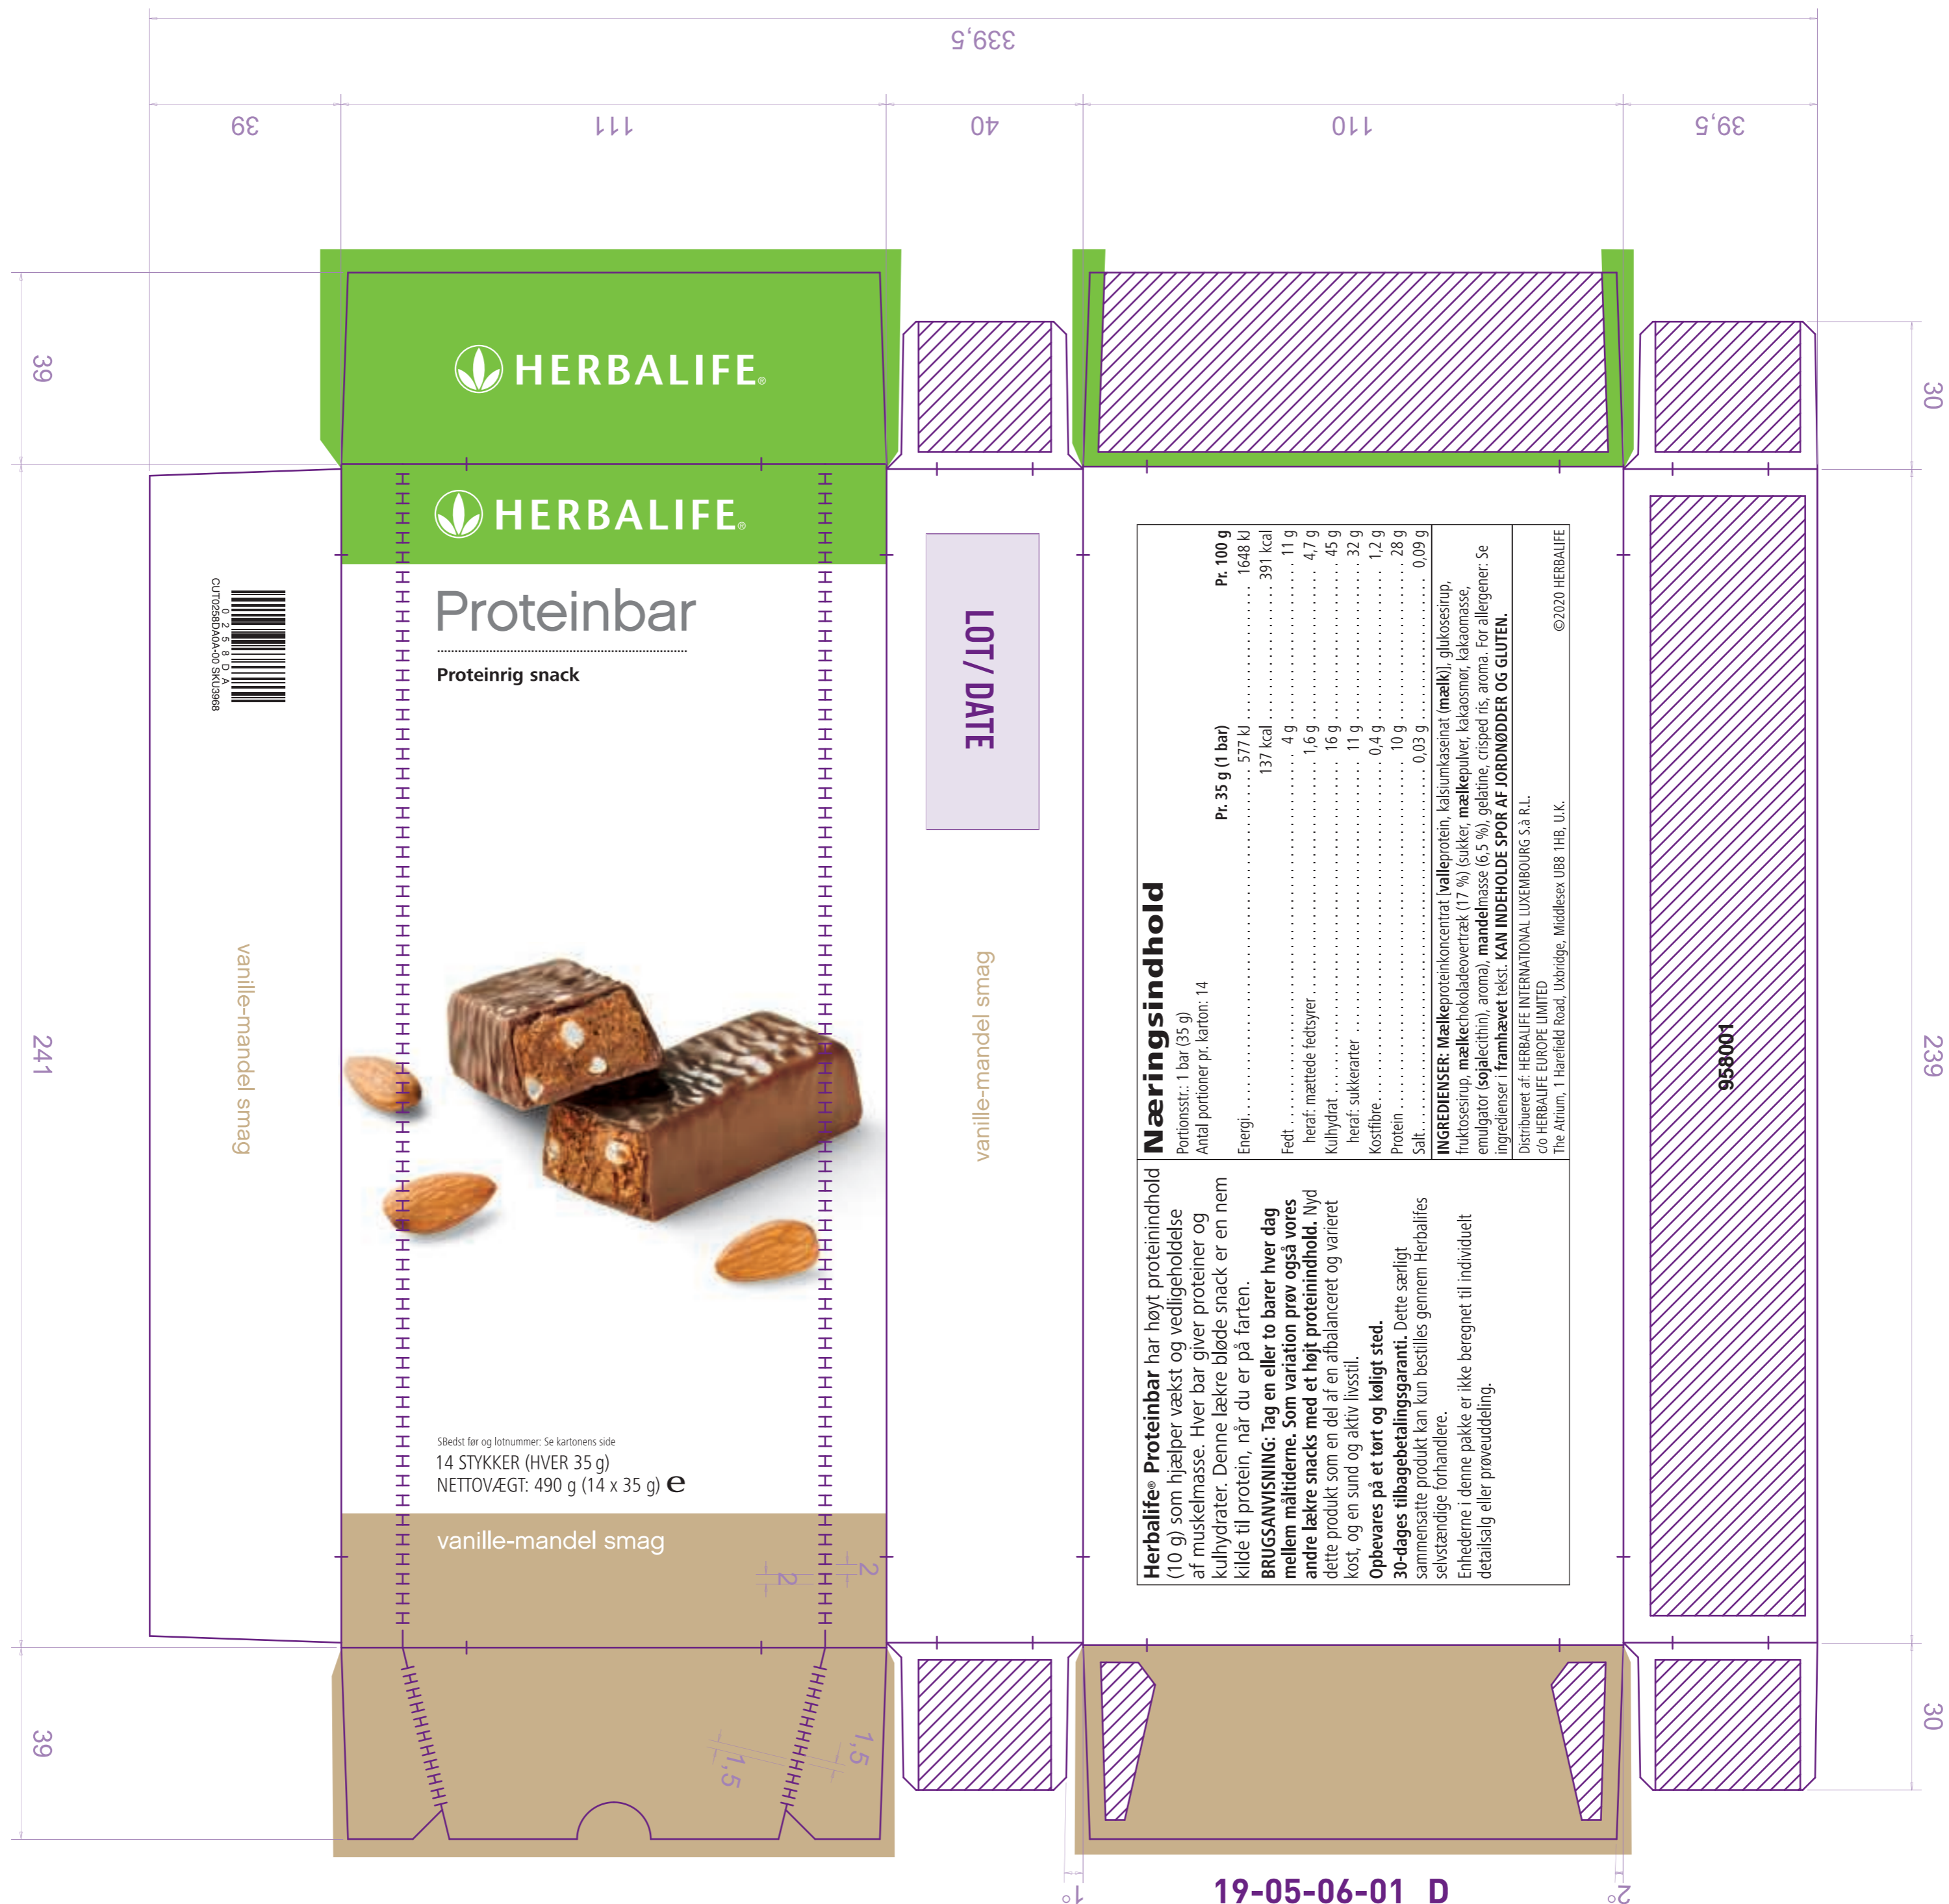 339,5
39
111
40
110
39,5
39
30
HERBALIFE®
HERBALIFE®
Proteinbar
Proteinrig snack
0258DA
CUT0258DA0A-00 SKU3968
vanille-mandel smag
241
239
LOT/ DATE
vanille-mandel smag
SBedst før og lotnummer: Se kartonens side
14 STYKKER (HVER 35 g)
NETTOVÆGT: 490 g (14 x 35 g) e
vanille-mandel smag
2
2
Herbalife® Proteinbar har høyt proteinindhold
(10 g) som hjælper vækst og vedligeholdelse
af muskelmasse. Hver bar giver proteiner og
kulhydrater. Denne lækre bløde snack er en nem
kilde til protein, når du er på farten.
BRUGSANVISNING: Tag en eller to barer hver dag
mellem måltiderne. Som variation prøv også vores
andre lækre snacks med et højt proteinindhold. Nyd
dette produkt som en del af en afbalanceret og varieret
kost, og en sund og aktiv livsstil.
Opbevares på et tørt og køligt sted.
30-dages tilbagebetalingsgaranti. Dette særligt
sammensatte produkt kan kun bestilles gennem Herbalifes
selvstændige forhandlere.
Enhederne i denne pakke er ikke beregnet til individuelt
detailsalg eller prøveuddeling.
Næringsindhold
Portionsstr.: 1 bar (35 g)
Antal portioner pr. karton: 14
Pr. 35 g (1 bar) Pr. 100 g
Energi 577 kJ 1648 kJ
137 kcal 391 kcal
Fedt 4 g 11 g
heraf: mættede fedtsyrer 1,6 g 4,7 g
Kulhydrat 16 g 45 g
heraf: sukkerarter 11 g 32 g
Kostfibre 0,4 g 1,2 g
Protein 10 g 28 g
Salt 0,03 g 0,09 g
INGREDIENSER: Mælkeproteinkoncentrat [valleprotein, kalsiumkaseinat (mælk)], glukosesirup,
fruktosesirup, mælkechokoladeovertræk (17 %) (sukker, mælkepulver, kakaosmør, kakaomasse,
emulgator (sojalecithin), aroma), mandelmasse (6,5 %), gelatine, crisped ris, aroma. For allergener: Se
ingredienser i framhævet tekst. KAN INDEHOLDE SPOR AF JORDNØDDER OG GLUTEN.
Distribueret af: HERBALIFE INTERNATIONAL LUXEMBOURG S.à R.L.
c/o HERBALIFE EUROPE LIMITED
The Atrium, 1 Harefield Road, Uxbridge, Middlesex UB8 1HB, U.K. ©2020 HERBALIFE
958001
39
30
1,5
1,5
1°
2°
19-05-06-01 D